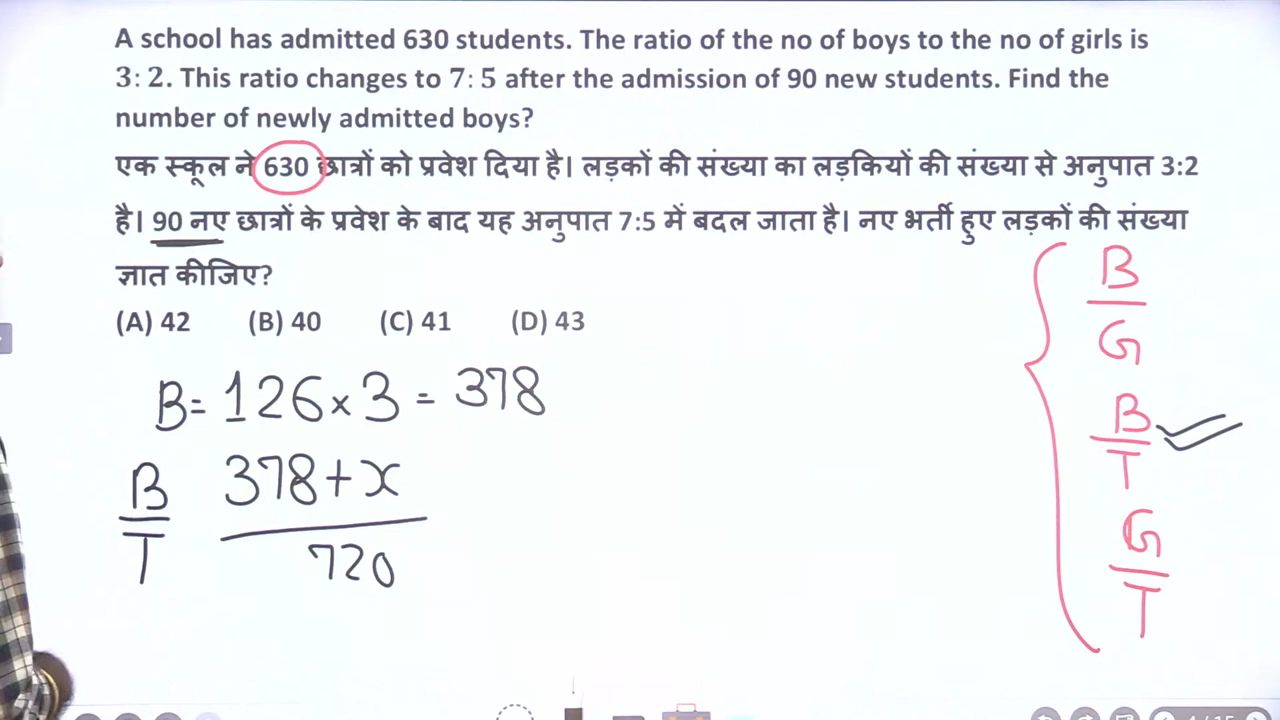 A school has admitted 630 students. The ratio of the no of boys to the no of girls is
3: 2. This ratio changes to 7: 5 after the admission of 90 new students. Find the
number of newly admitted boys?
एक स्कूल ने 630 छात्रों को प्रवेश दिया है। लड़कों की संख्या का लड़कियों की संख्या से अनुपात 3:2
है। 90 नए छात्रों के प्रवेश के बाद यह अनुपात 7:5 में बदल जाता है। नए भर्ती हुए लड़कों की संख्या
ज्ञात कीजिए?
(A) 42 (B) 40 (C) 41 (D) 43
B= 126 × 3 = 378
B 378 + x
T 720
B
G
B
T
G
T